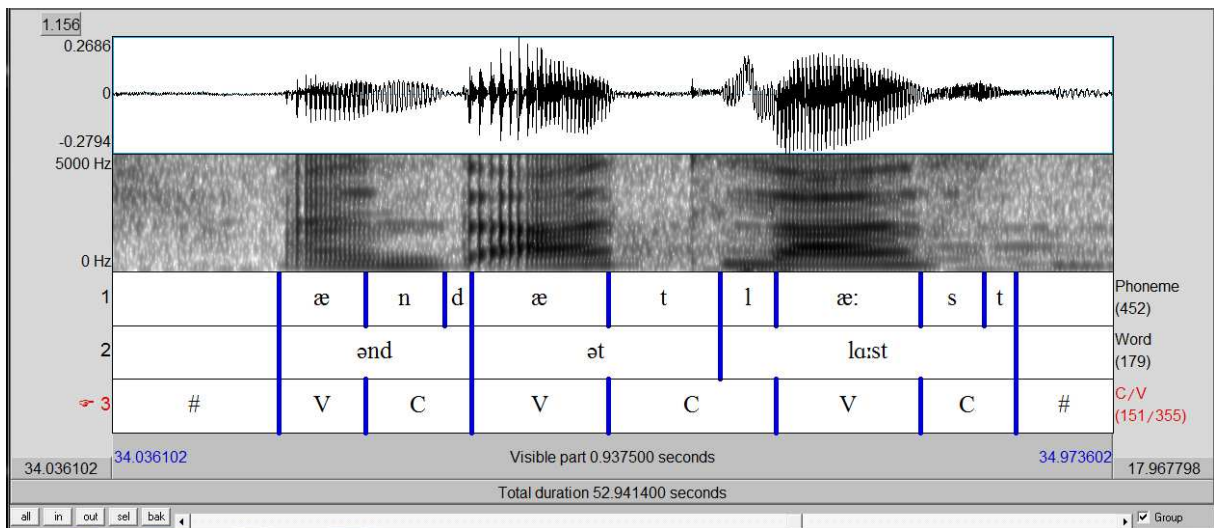 1.156
0.2686
0
-0.2794
5000 Hz
0 Hz
1 æ n d æ t l æ: s t Phoneme
(452)
2 ənd ət lɑːst Word
(179)
☞ 3 # V C V C V C # C/V
(151/355)
34.036102 34.036102 Visible part 0.937500 seconds 34.973602 17.967798
Total duration 52.941400 seconds
all in out sel bak Group